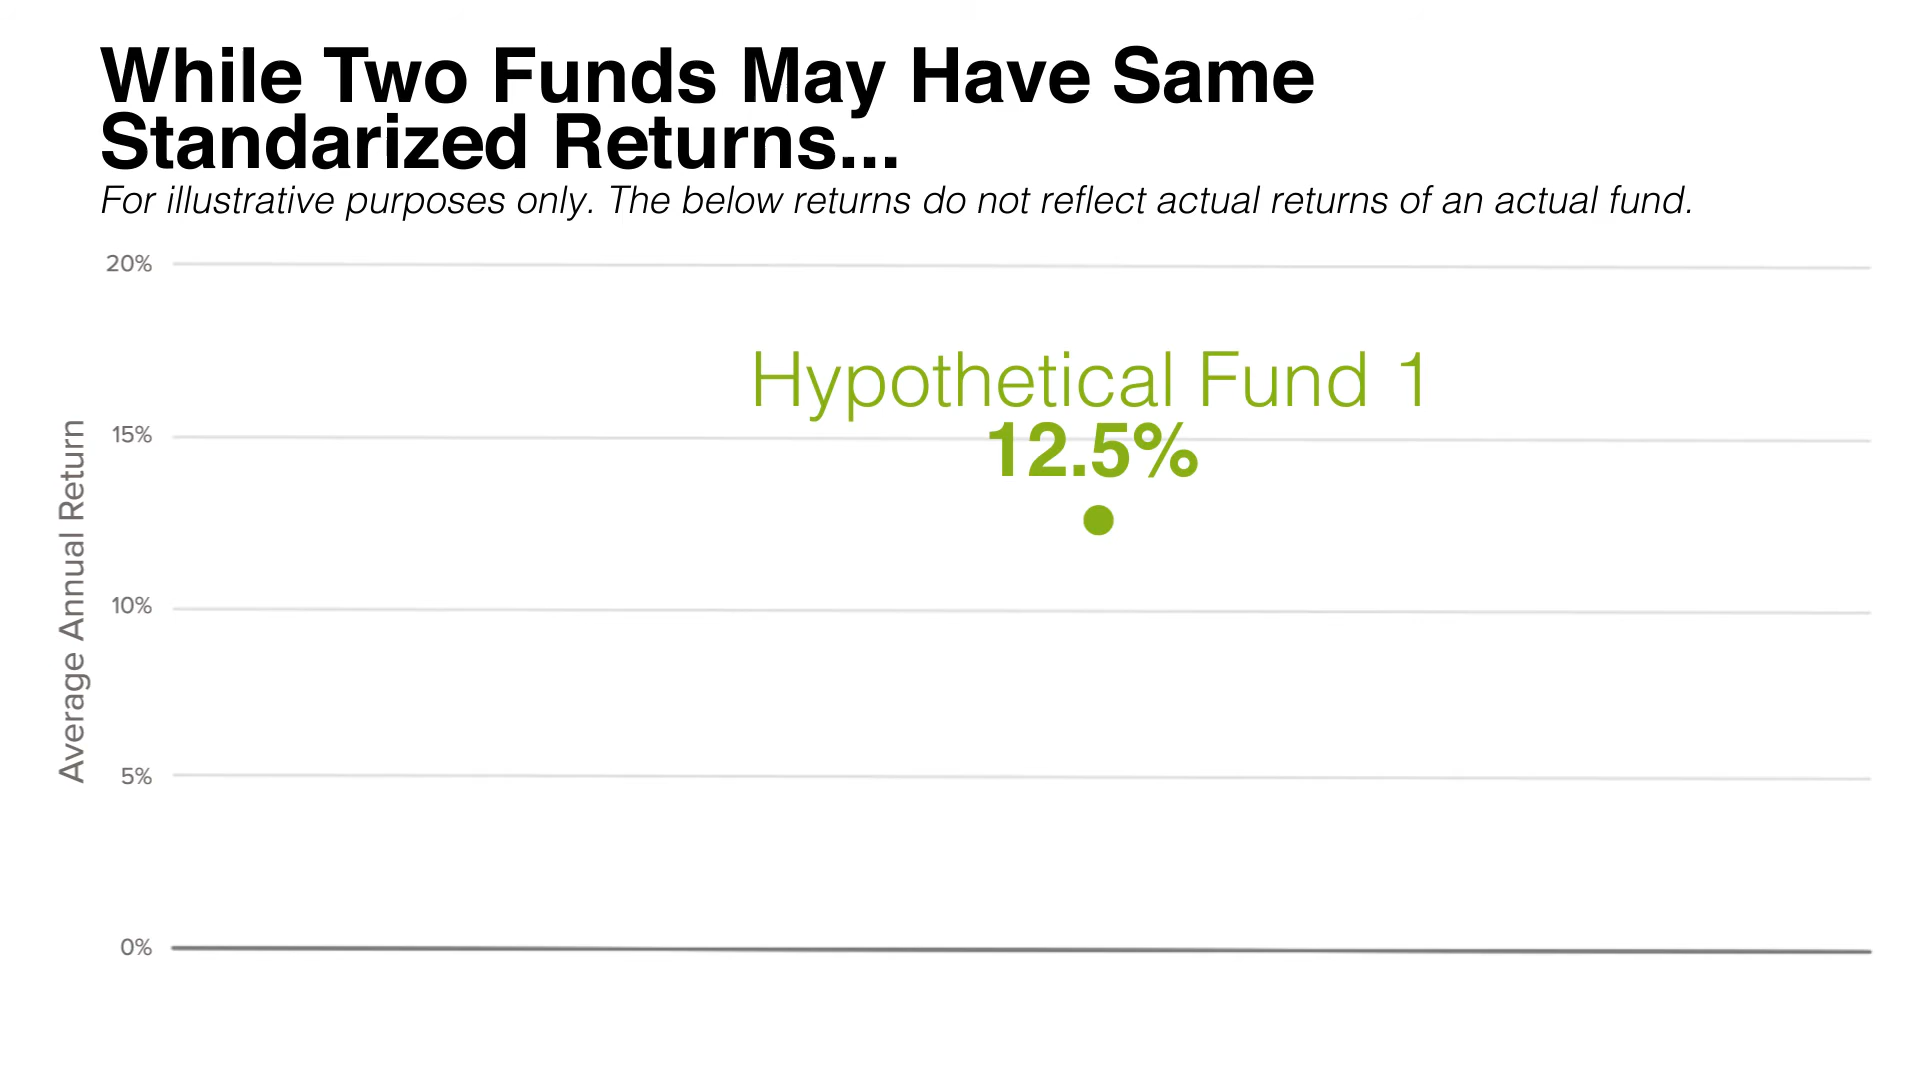 While Two Funds May Have Same
Standarized Returns...
For illustrative purposes only. The below returns do not reflect actual returns of an actual fund.
20%
Hypothetical Fund 1
15%
12.5%
Average Annual Return
10%
5%
0%